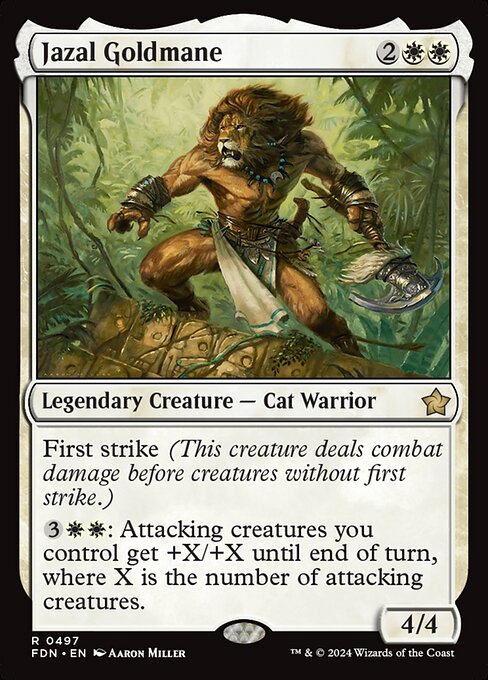 Jazal Goldmane 2
Legendary Creature — Cat Warrior
First strike (This creature deals combat
damage before creatures without first
strike.)
3: Attacking creatures you
control get +X/+X until end of turn,
where X is the number of attacking
creatures.
4/4
R 0497
FDN • EN Aaron Miller
™ & © 2024 Wizards of the Coast